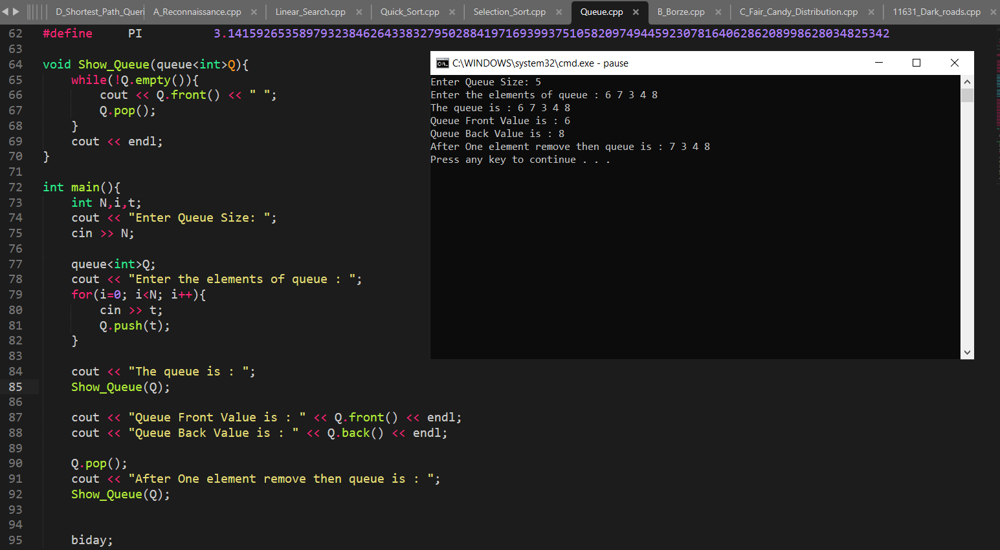 D_Shortest_Path_Queri A_Reconnaissance.cpp Linear_Search.cpp Quick_Sort.cpp Selection_Sort.cpp Queue.cpp B_Borze.cpp C_Fair_Candy_Distribution.cpp 11631_Dark_roads.cpp
62 #define PI 3.1415926535897932384626433832795028841971693993751058209749445923078164062862089986280348​25342
63
64 void Show_Queue(queue<int>Q){
65 while(!Q.empty()){
66 cout << Q.front() << " ";
67 Q.pop();
68 }
69 cout << endl;
70 }
71
72 int main(){
73 int N,i,t;
74 cout << "Enter Queue Size: ";
75 cin >> N;
76
77 queue<int>Q;
78 cout << "Enter the elements of queue : ";
79 for(i=0; i<N; i++){
80 cin >> t;
81 Q.push(t);
82 }
83
84 cout << "The queue is : ";
85 Show_Queue(Q);
86
87 cout << "Queue Front Value is : " << Q.front() << endl;
88 cout << "Queue Back Value is : " << Q.back() << endl;
89
90 Q.pop();
91 cout << "After One element remove then queue is : ";
92 Show_Queue(Q);
93
94
95 biday;
C:\WINDOWS\system32\cmd.exe - pause
Enter Queue Size: 5
Enter the elements of queue : 6 7 3 4 8
The queue is : 6 7 3 4 8
Queue Front Value is : 6
Queue Back Value is : 8
After One element remove then queue is : 7 3 4 8
Press any key to continue . . .